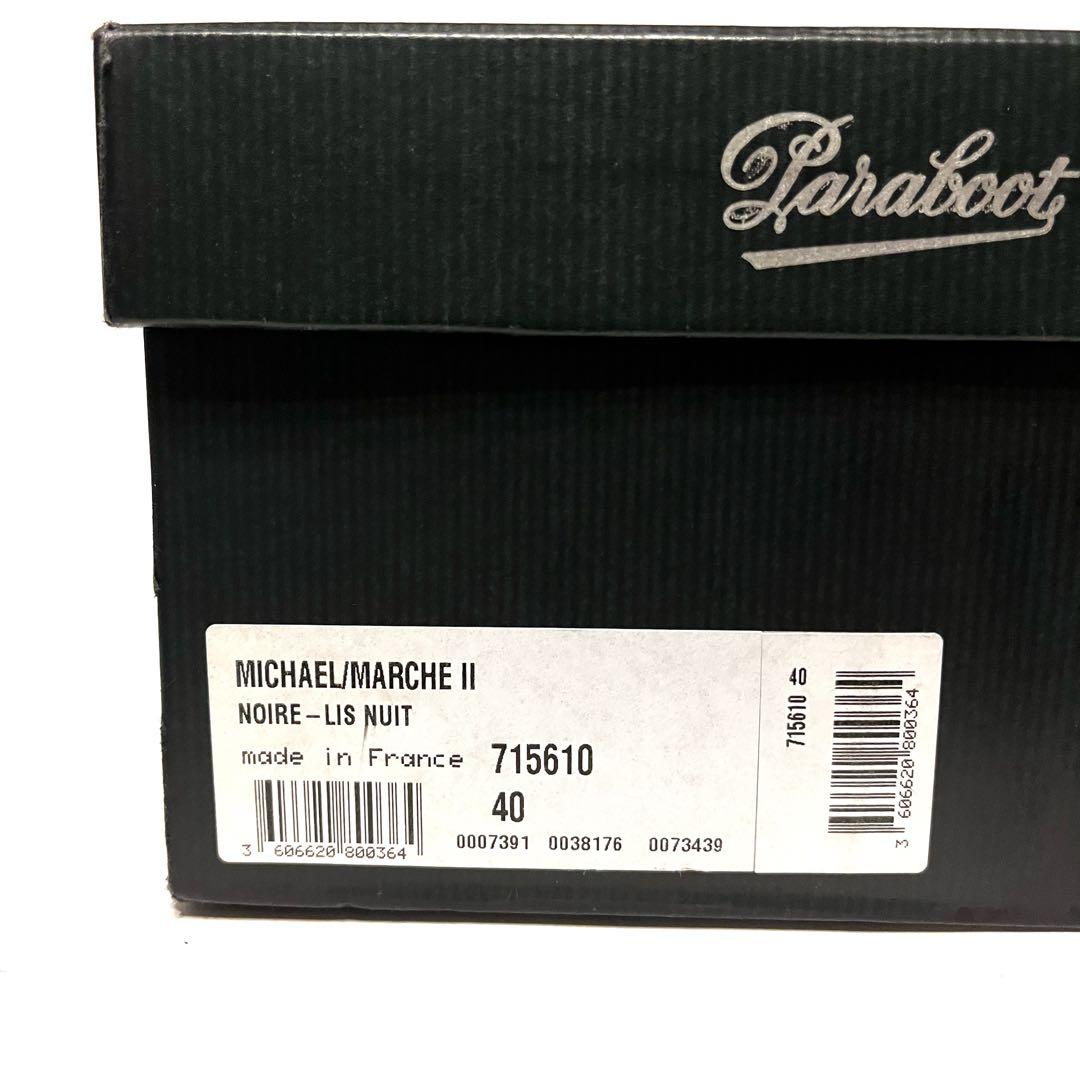 Paraboot
MICHAEL/MARCHE II
NOIRE–LIS NUIT
made in France 715610
40
3 606620 800364
0007391 0038176 0073439
715610 40
3 606620 800364